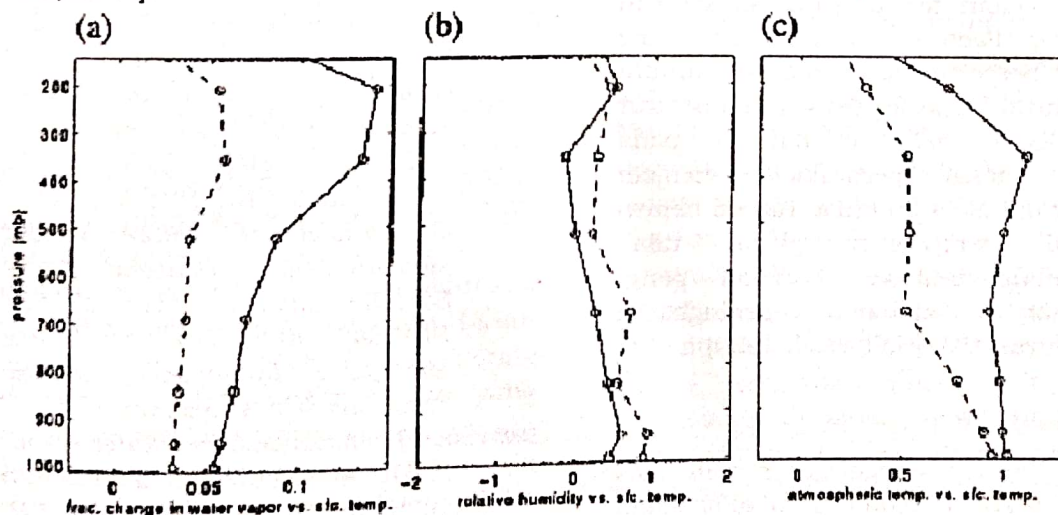 (a) (b) (c)
200
300
400
500
600
700
800
900
1000
pressure (mb)
0 0.05 0.1
-2 -1 0 1 2
0 0.5 1
frac. change in water vapor vs. sfc. temp.
relative humidity vs. sfc. temp.
atmospheric temp. vs. sfc. temp.